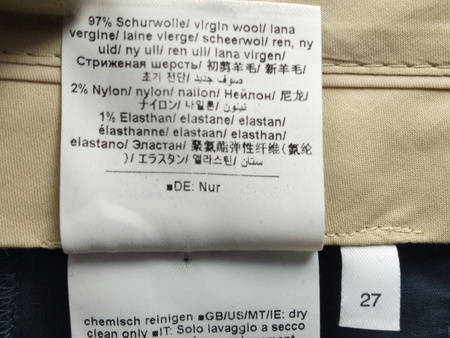 97% Schurwolle/ virgin wool/ lana
vergine/ laine vierge/ scheerwol/ ren, ny
uld/ ny ull/ ren ull/ lana virgen/
Стриженая шерсть/ 初剪羊毛/ 新羊毛/
초기 전단/ صوف جديد/
2% Nylon/ nylon/ nailon/ Нейлон/ 尼龙/
ナイロン/ 나일론/ نيلون/
1% Elasthan/ elastane/ elastan/
élasthanne/ elastaan/ elasthan/
elastano/ Эластан/ 聚氨酯弹性纤维(氨纶
)/ エラスタン/ 엘라스틴/ ستان/
■DE: Nur
chemisch reinigen ■GB/US/MT/IE: dry
clean only ■IT: Solo lavaggio a secco
27